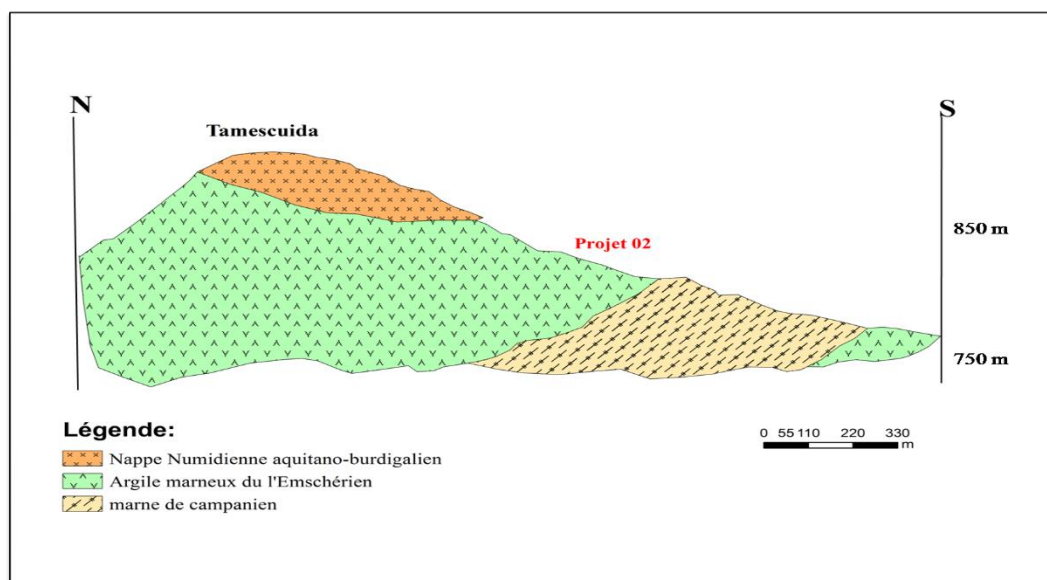 N
S
Tamescuida
850 m
Projet 02
750 m
Légende:
Nappe Numidienne aquitano-burdigalien
Argile marneux du l'Emschérien
marne de campanien
0 55 110 220 330
m